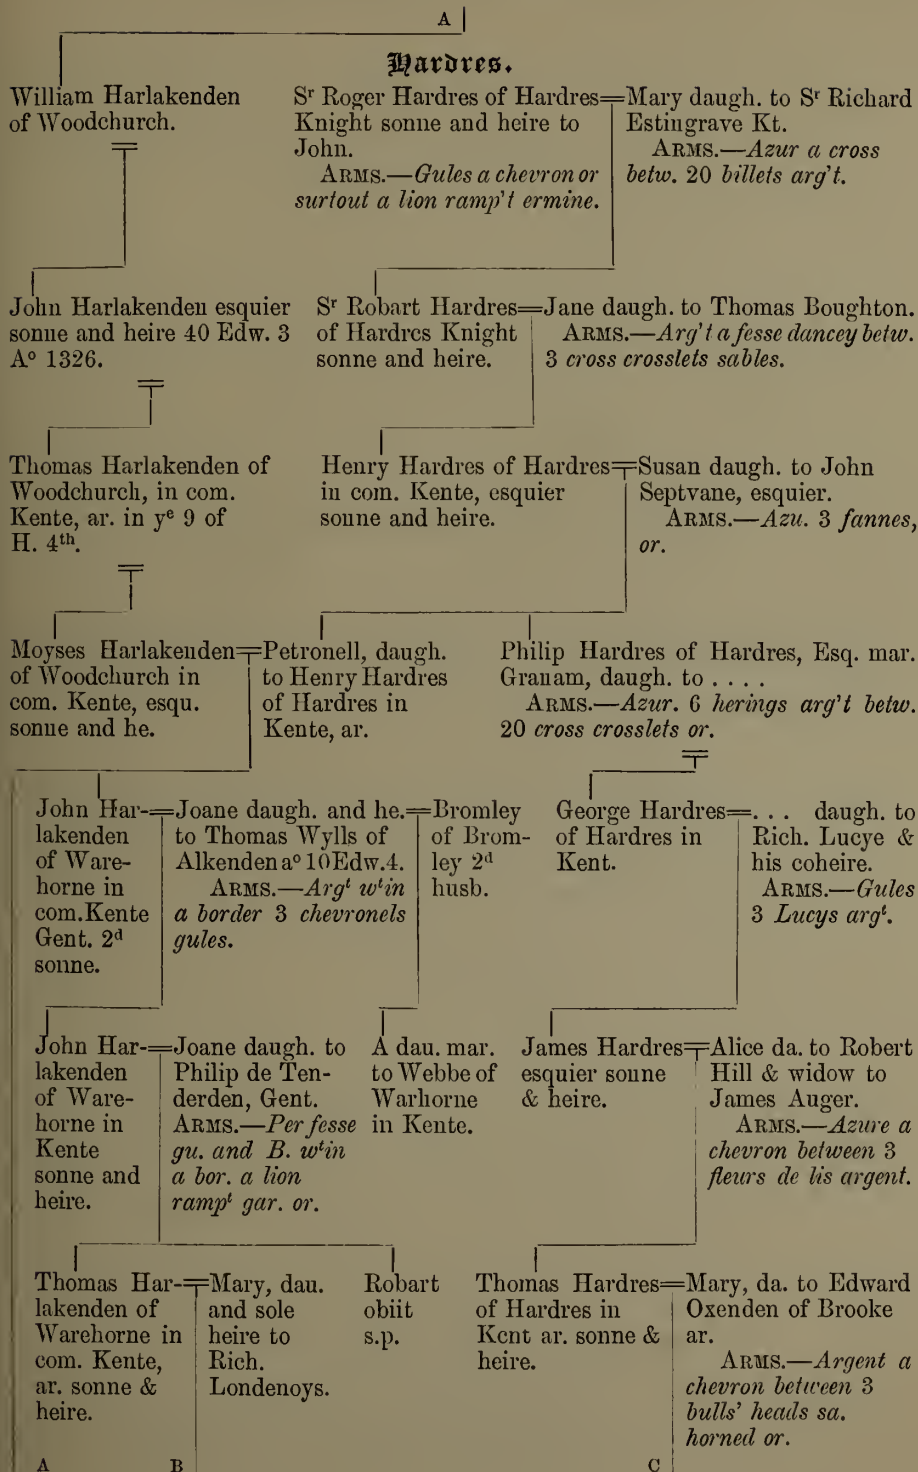 A
Hardres.
William Harlakenden
of Woodchurch.
Sʳ Roger Hardres of Hardres
Knight sonne and heire to
John.
ARMS.—Gules a chevron or
surtout a lion ramp't ermine.
Mary daugh. to Sʳ Richard
Estingrave Kt.
ARMS.—Azur a cross
betw. 20 billets arg't.
John Harlakenden esquier
sonne and heire 40 Edw. 3
Aº 1326.
Sʳ Robart Hardres
of Hardres Knight
sonne and heire.
Jane daugh. to Thomas Boughton.
ARMS.—Arg't a fesse dancey betw.
3 cross crosslets sables.
Thomas Harlakenden of
Woodchurch, in com.
Kente, ar. in yᵉ 9 of
H. 4ᵗʰ.
Henry Hardres of Hardres
in com. Kente, esquier
sonne and heire.
Susan daugh. to John
Septvane, esquier.
ARMS.—Azu. 3 fannes,
or.
Moyses Harlakenden
of Woodchurch in
com. Kente, esqu.
sonne and he.
Petronell, daugh.
to Henry Hardres
of Hardres in
Kente, ar.
Philip Hardres of Hardres, Esq. mar.
Granam, daugh. to . . . .
ARMS.—Azur. 6 herings arg't betw.
20 cross crosslets or.
John Har-
lakenden
of Ware-
horne in
com. Kente
Gent. 2ᵈ
sonne.
Joane daugh. and he.
to Thomas Wylls of
Alkenden aº 10 Edw. 4.
ARMS.—Argᵗ wᵗin
a border 3 chevronels
gules.
Bromley
of Brom-
ley 2ᵈ
husb.
George Hardres
of Hardres in
Kent.
. . . daugh. to
Rich. Lucye &
his coheire.
ARMS.—Gules
3 Lucys argᵗ.
John Har-
lakenden
of Ware-
horne in
Kente
sonne and
heire.
Joane daugh. to
Philip de Ten-
derden, Gent.
ARMS.—Per fesse
gu. and B. wᵗin
a bor. a lion
rampᵗ gar. or.
A dau. mar.
to Webbe of
Warhorne
in Kente.
James Hardres
esquier sonne
& heire.
Alice da. to Robert
Hill & widow to
James Auger.
ARMS.—Azure a
chevron between 3
fleurs de lis argent.
Thomas Har-
lakenden of
Warehorne in
com. Kente,
ar. sonne &
heire.
Mary, dau.
and sole
heire to
Rich.
Londenoys.
Robart
obiit
s.p.
Thomas Hardres
of Hardres in
Kent ar. sonne &
heire.
Mary, da. to Edward
Oxenden of Brooke
ar.
ARMS.—Argent a
chevron between 3
bulls' heads sa.
horned or.
A B C